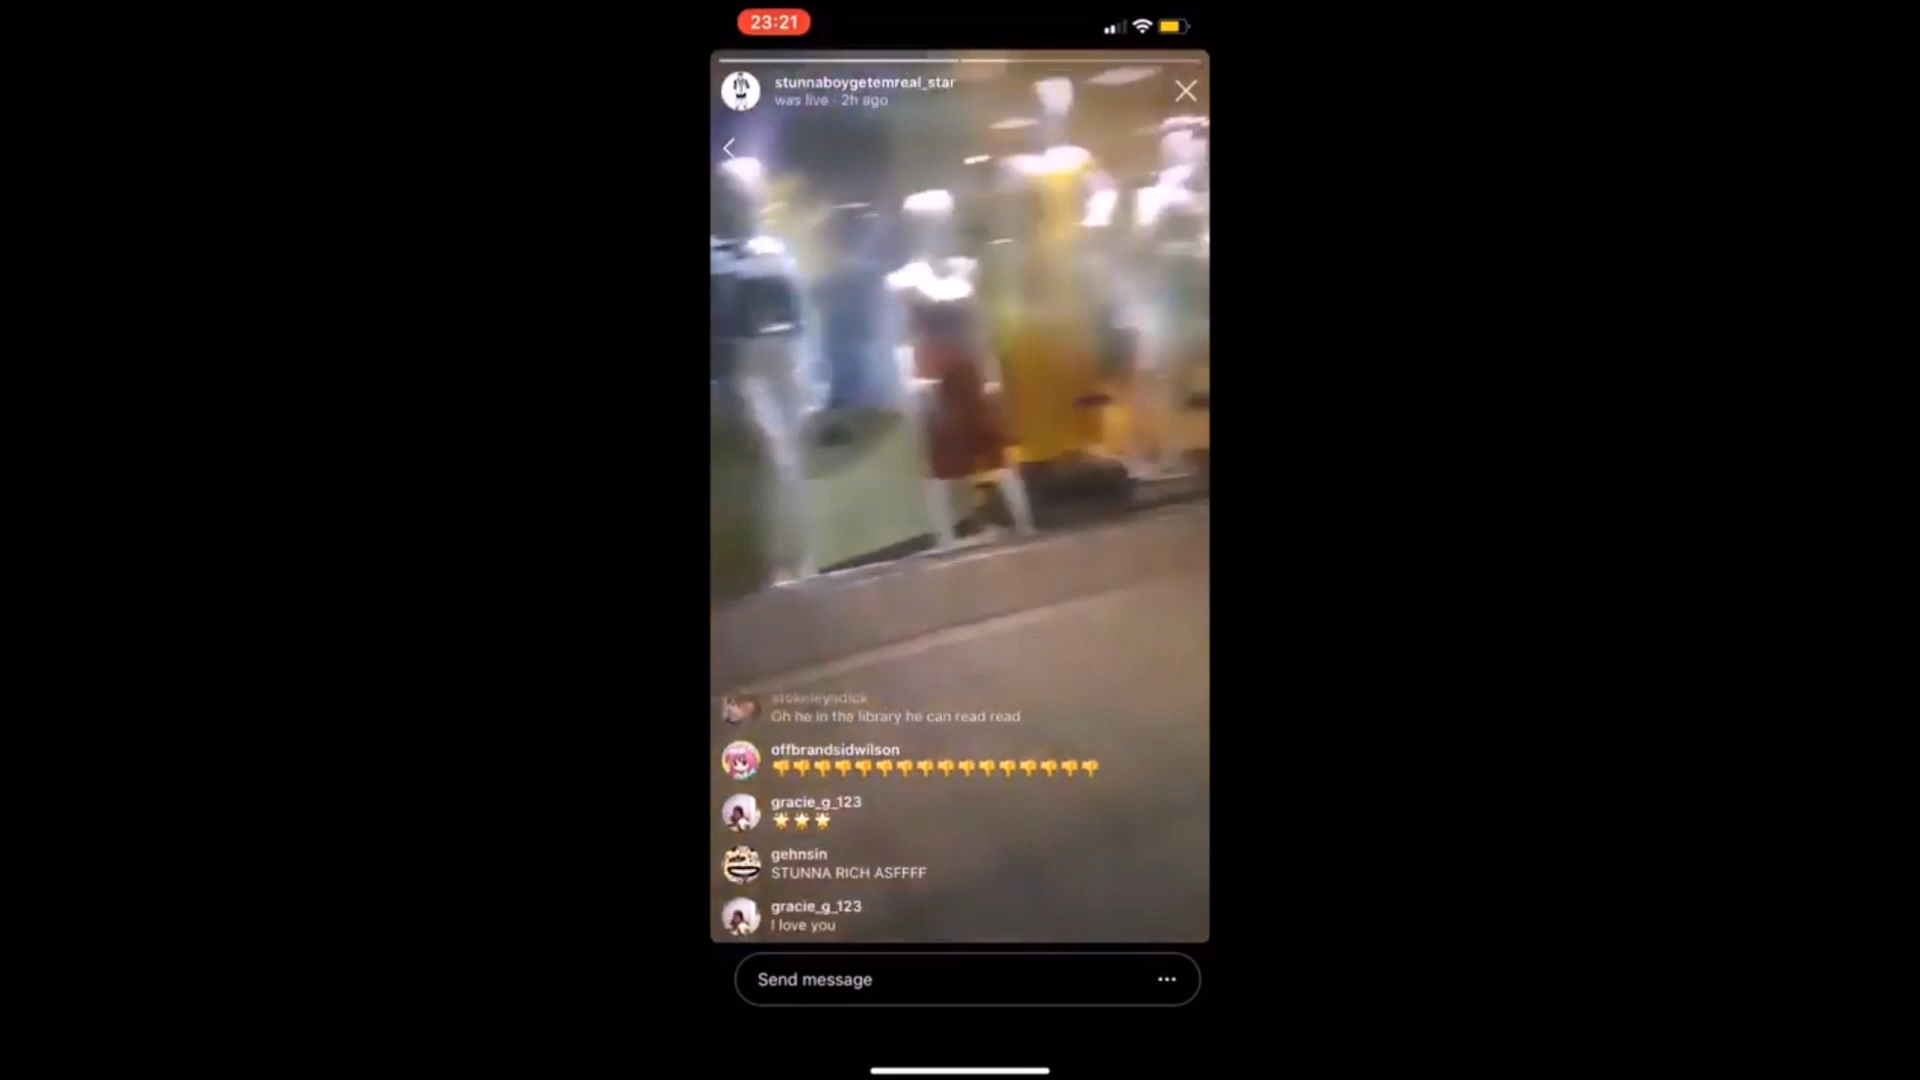 23:21
stunnaboygetemreal_star
was live · 2h ago
stokeleysdick
Oh he in the library he can read read
offbrandsidwilson
👎👎👎👎👎👎👎👎👎👎👎👎👎👎👎👎
gracie_g_123
🌟🌟🌟
gehnsin
STUNNA RICH ASFFFF
gracie_g_123
I love you
Send message